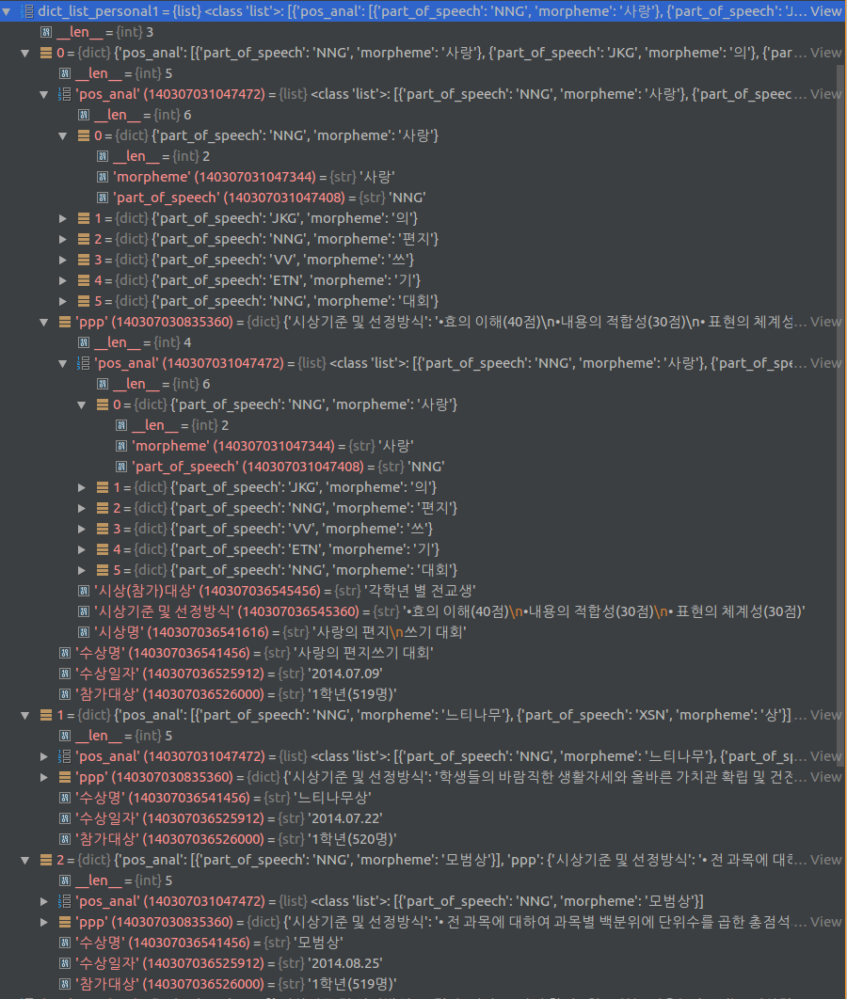 dict_list_personal1 = {list} <class 'list'>: [{'pos_anal': [{'part_of_speech': 'NNG', 'morpheme': '사랑'}, {'part_of_speech': 'J... View
__len__ = {int} 3
0 = {dict} {'pos_anal': [{'part_of_speech': 'NNG', 'morpheme': '사랑'}, {'part_of_speech': 'JKG', 'morpheme': '의'}, {'par... View
__len__ = {int} 5
'pos_anal' (140307031047472) = {list} <class 'list'>: [{'part_of_speech': 'NNG', 'morpheme': '사랑'}, {'part_of_speec... View
__len__ = {int} 6
0 = {dict} {'part_of_speech': 'NNG', 'morpheme': '사랑'}
__len__ = {int} 2
'morpheme' (140307031047344) = {str} '사랑'
'part_of_speech' (140307031047408) = {str} 'NNG'
1 = {dict} {'part_of_speech': 'JKG', 'morpheme': '의'}
2 = {dict} {'part_of_speech': 'NNG', 'morpheme': '편지'}
3 = {dict} {'part_of_speech': 'VV', 'morpheme': '쓰'}
4 = {dict} {'part_of_speech': 'ETN', 'morpheme': '기'}
5 = {dict} {'part_of_speech': 'NNG', 'morpheme': '대회'}
'ppp' (140307030835360) = {dict} {'시상기준 및 선정방식': '•효의 이해(40점)\n•내용의 적합성(30점)\n• 표현의 체계성... View
__len__ = {int} 4
'pos_anal' (140307031047472) = {list} <class 'list'>: [{'part_of_speech': 'NNG', 'morpheme': '사랑'}, {'part_of_spe... View
__len__ = {int} 6
0 = {dict} {'part_of_speech': 'NNG', 'morpheme': '사랑'}
__len__ = {int} 2
'morpheme' (140307031047344) = {str} '사랑'
'part_of_speech' (140307031047408) = {str} 'NNG'
1 = {dict} {'part_of_speech': 'JKG', 'morpheme': '의'}
2 = {dict} {'part_of_speech': 'NNG', 'morpheme': '편지'}
3 = {dict} {'part_of_speech': 'VV', 'morpheme': '쓰'}
4 = {dict} {'part_of_speech': 'ETN', 'morpheme': '기'}
5 = {dict} {'part_of_speech': 'NNG', 'morpheme': '대회'}
'시상(참가)대상' (140307036545456) = {str} '각학년 별 전교생'
'시상기준 및 선정방식' (140307036545360) = {str} '•효의 이해(40점)\n•내용의 적합성(30점)\n• 표현의 체계성(30점)'
'시상명' (140307036541616) = {str} '사랑의 편지\n쓰기 대회'
'수상명' (140307036541456) = {str} '사랑의 편지쓰기 대회'
'수상일자' (140307036525912) = {str} '2014.07.09'
'참가대상' (140307036526000) = {str} '1학년(519명)'
1 = {dict} {'pos_anal': [{'part_of_speech': 'NNG', 'morpheme': '느티나무'}, {'part_of_speech': 'XSN', 'morpheme': '상'}]... View
__len__ = {int} 5
'pos_anal' (140307031047472) = {list} <class 'list'>: [{'part_of_speech': 'NNG', 'morpheme': '느티나무'}, {'part_of_sp... View
'ppp' (140307030835360) = {dict} {'시상기준 및 선정방식': '학생들의 바람직한 생활자세와 올바른 가치관 확립 및 건전... View
'수상명' (140307036541456) = {str} '느티나무상'
'수상일자' (140307036525912) = {str} '2014.07.22'
'참가대상' (140307036526000) = {str} '1학년(520명)'
2 = {dict} {'pos_anal': [{'part_of_speech': 'NNG', 'morpheme': '모범상'}], 'ppp': {'시상기준 및 선정방식': '• 전 과목에 대하... View
__len__ = {int} 5
'pos_anal' (140307031047472) = {list} <class 'list'>: [{'part_of_speech': 'NNG', 'morpheme': '모범상'}]
'ppp' (140307030835360) = {dict} {'시상기준 및 선정방식': '• 전 과목에 대하여 과목별 백분위에 단위수를 곱한 총점석... View
'수상명' (140307036541456) = {str} '모범상'
'수상일자' (140307036525912) = {str} '2014.08.25'
'참가대상' (140307036526000) = {str} '1학년(519명)'